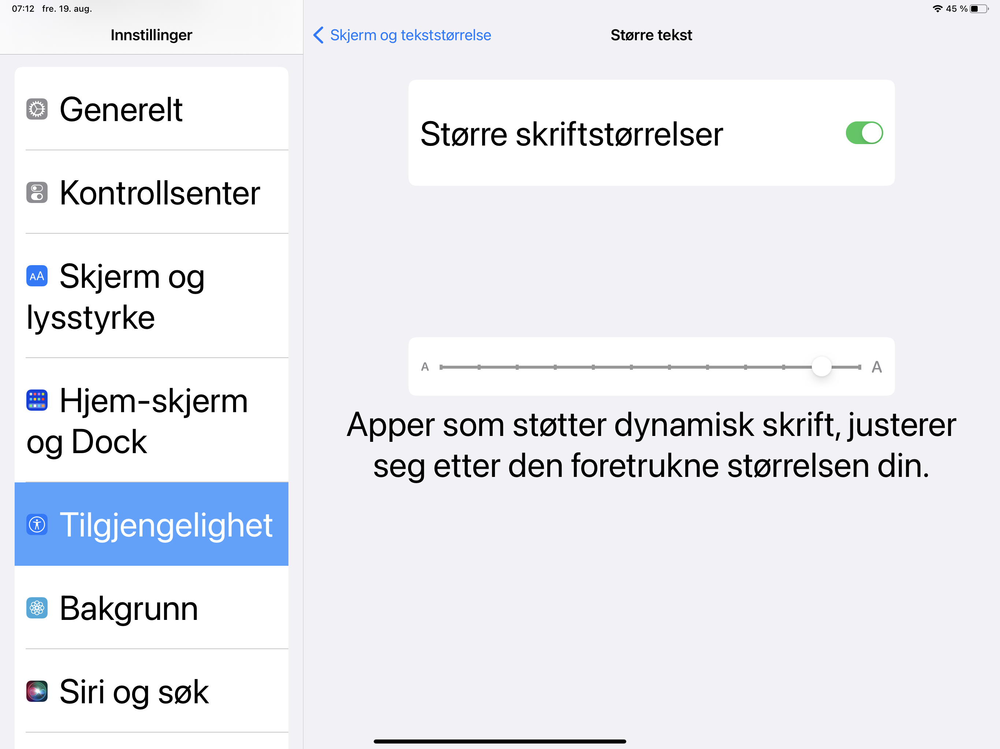 07:12 fre. 19. aug.
45 %
Innstillinger
Generelt
Kontrollsenter
AA Skjerm og
lysstyrke
Hjem-skjerm
og Dock
Tilgjengelighet
Bakgrunn
Siri og søk
Skjerm og tekststørrelse
Større tekst
Større skriftstørrelser
A A
Apper som støtter dynamisk skrift, justerer
seg etter den foretrukne størrelsen din.